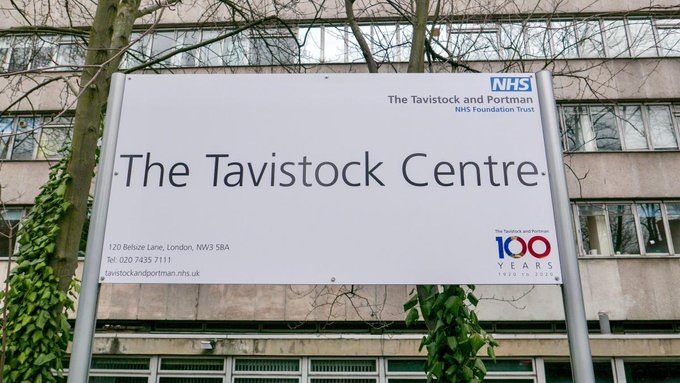 NHS
The Tavistock and Portman
NHS Foundation Trust
The Tavistock Centre
120 Belsize Lane, London, NW3 5BA
Tel: 020 7435 7111
tavistockandportman.nhs.uk
The Tavistock and Portman
100
YEARS
1920 to 2020